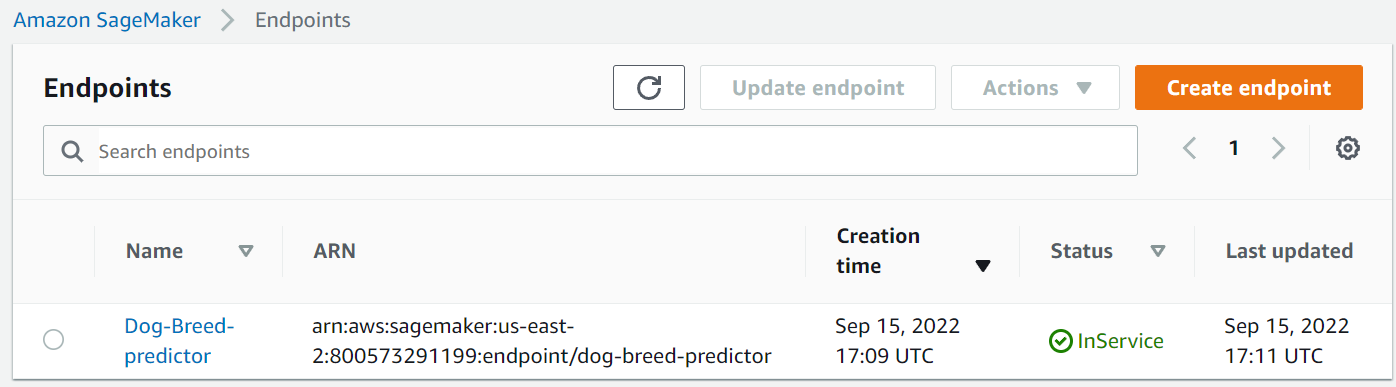 Amazon SageMaker > Endpoints
Endpoints
Update endpoint
Actions
Create endpoint
Search endpoints
1
Name
ARN
Creation
time
Status
Last updated
Dog-Breed-
predictor
arn:aws:sagemaker:us-east-
2:800573291199:endpoint/dog-breed-predictor
Sep 15, 2022
17:09 UTC
InService
Sep 15, 2022
17:11 UTC